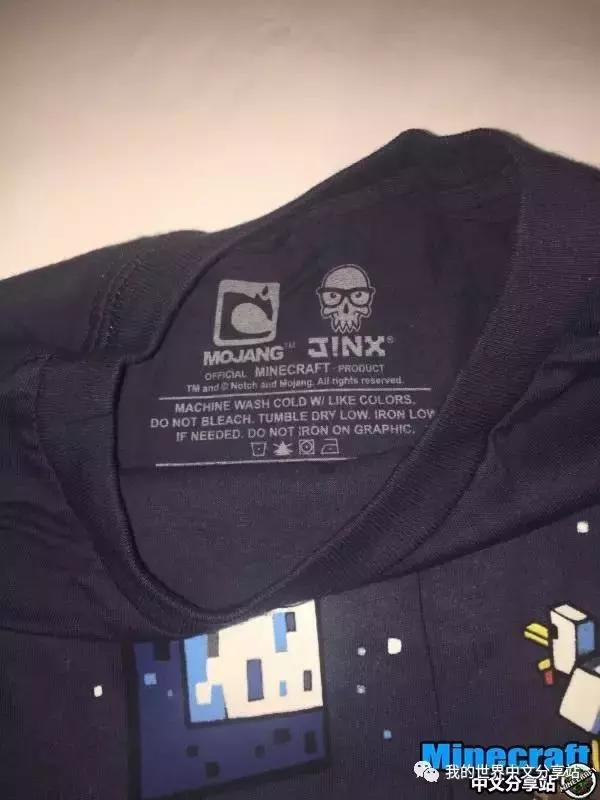 MOJANG™ J!NX®
OFFICIAL MINECRAFT PRODUCT
TM and © Notch and Mojang. All rights reserved.
MACHINE WASH COLD W/ LIKE COLORS.
DO NOT BLEACH. TUMBLE DRY LOW. IRON LOW
IF NEEDED. DO NOT IRON ON GRAPHIC.
Minecraft
我的世界中文分享站
中文分享站